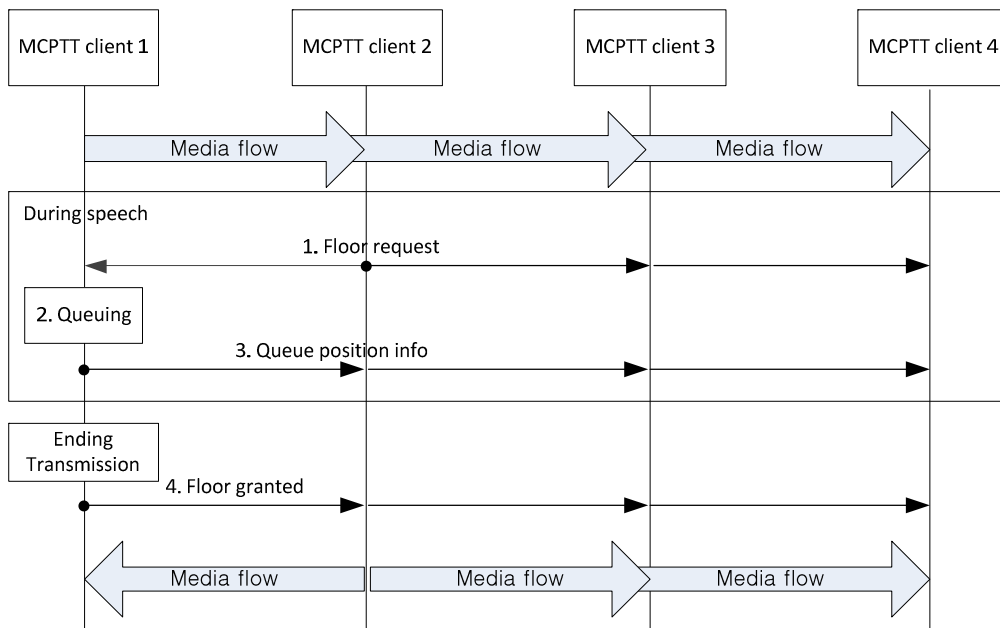 MCPTT client 1
MCPTT client 2
MCPTT client 3
MCPTT client 4
Media flow
Media flow
Media flow
During speech
1. Floor request
2. Queuing
3. Queue position info
Ending
Transmission
4. Floor granted
Media flow
Media flow
Media flow